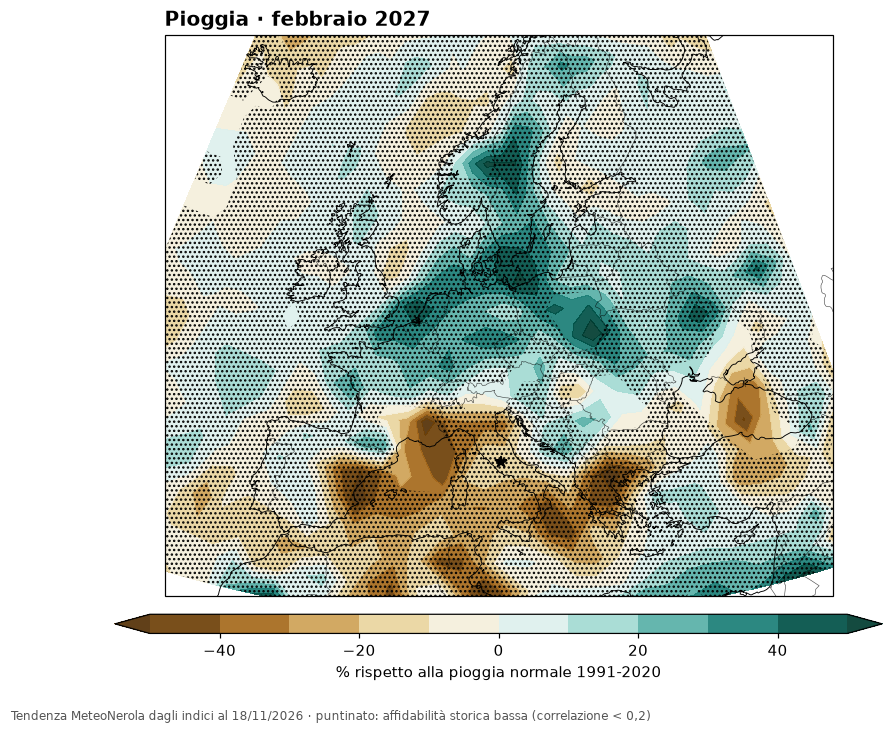 Pioggia · febbraio 2027
−40 −20 0 20 40
% rispetto alla pioggia normale 1991-2020
Tendenza MeteoNerola dagli indici al 18/11/2026 · puntinato: affidabilità storica bassa (correlazione < 0,2)